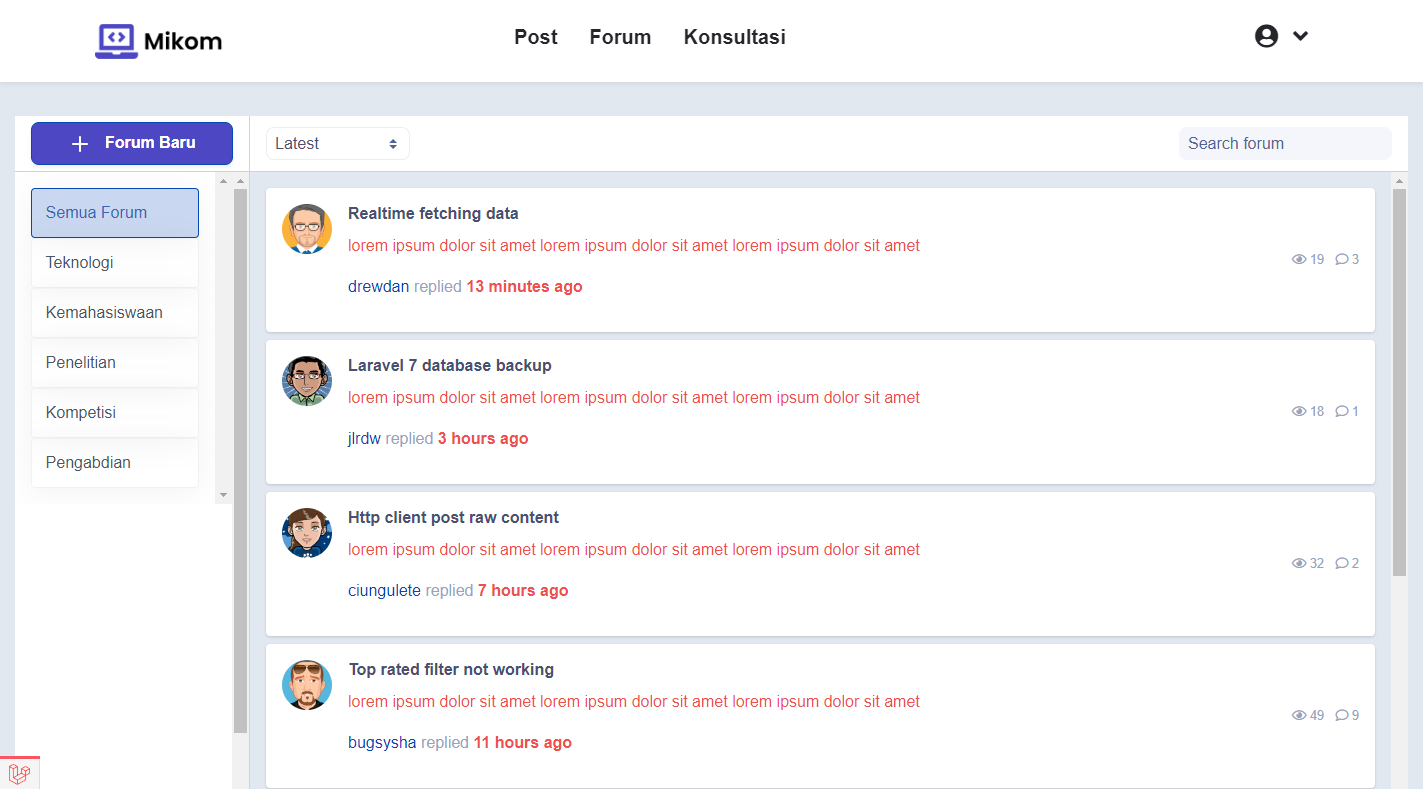 Mikom
Post
Forum
Konsultasi
Forum Baru
Latest
Search forum
Semua Forum
Teknologi
Kemahasiswaan
Penelitian
Kompetisi
Pengabdian
Realtime fetching data
lorem ipsum dolor sit amet lorem ipsum dolor sit amet lorem ipsum dolor sit amet
drewdan replied 13 minutes ago
19 3
Laravel 7 database backup
lorem ipsum dolor sit amet lorem ipsum dolor sit amet lorem ipsum dolor sit amet
jlrdw replied 3 hours ago
18 1
Http client post raw content
lorem ipsum dolor sit amet lorem ipsum dolor sit amet lorem ipsum dolor sit amet
ciungulete replied 7 hours ago
32 2
Top rated filter not working
lorem ipsum dolor sit amet lorem ipsum dolor sit amet lorem ipsum dolor sit amet
bugsysha replied 11 hours ago
49 9